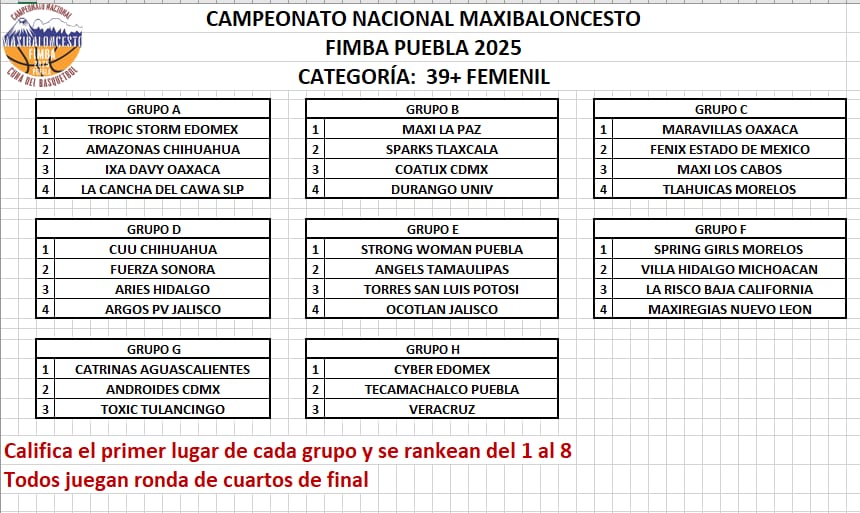 CAMPEONATO NACIONAL
MAXIBALONCESTO
FIMBA
CUNA DEL BASQUETBOL
CAMPEONATO NACIONAL MAXIBALONCESTO
FIMBA PUEBLA 2025
CATEGORÍA: 39+ FEMENIL
GRUPO A
1 TROPIC STORM EDOMEX
2 AMAZONAS CHIHUAHUA
3 IXA DAVY OAXACA
4 LA CANCHA DEL CAWA SLP
GRUPO B
1 MAXI LA PAZ
2 SPARKS TLAXCALA
3 COATLIX CDMX
4 DURANGO UNIV
GRUPO C
1 MARAVILLAS OAXACA
2 FENIX ESTADO DE MEXICO
3 MAXI LOS CABOS
4 TLAHUICAS MORELOS
GRUPO D
1 CUU CHIHUAHUA
2 FUERZA SONORA
3 ARIES HIDALGO
4 ARGOS PV JALISCO
GRUPO E
1 STRONG WOMAN PUEBLA
2 ANGELS TAMAULIPAS
3 TORRES SAN LUIS POTOSI
4 OCOTLAN JALISCO
GRUPO F
1 SPRING GIRLS MORELOS
2 VILLA HIDALGO MICHOACAN
3 LA RISCO BAJA CALIFORNIA
4 MAXIREGIAS NUEVO LEON
GRUPO G
1 CATRINAS AGUASCALIENTES
2 ANDROIDES CDMX
3 TOXIC TULANCINGO
GRUPO H
1 CYBER EDOMEX
2 TECAMACHALCO PUEBLA
3 VERACRUZ
Califica el primer lugar de cada grupo y se rankean del 1 al 8
Todos juegan ronda de cuartos de final